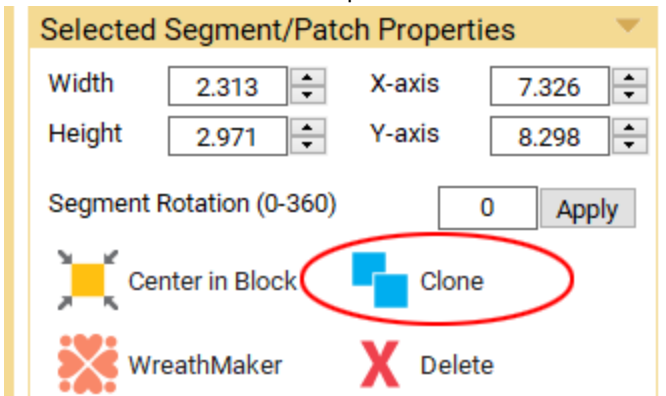 Selected Segment/Patch Properties
Width 2.313 X-axis 7.326
Height 2.971 Y-axis 8.298
Segment Rotation (0-360) 0 Apply
Center in Block Clone
WreathMaker Delete